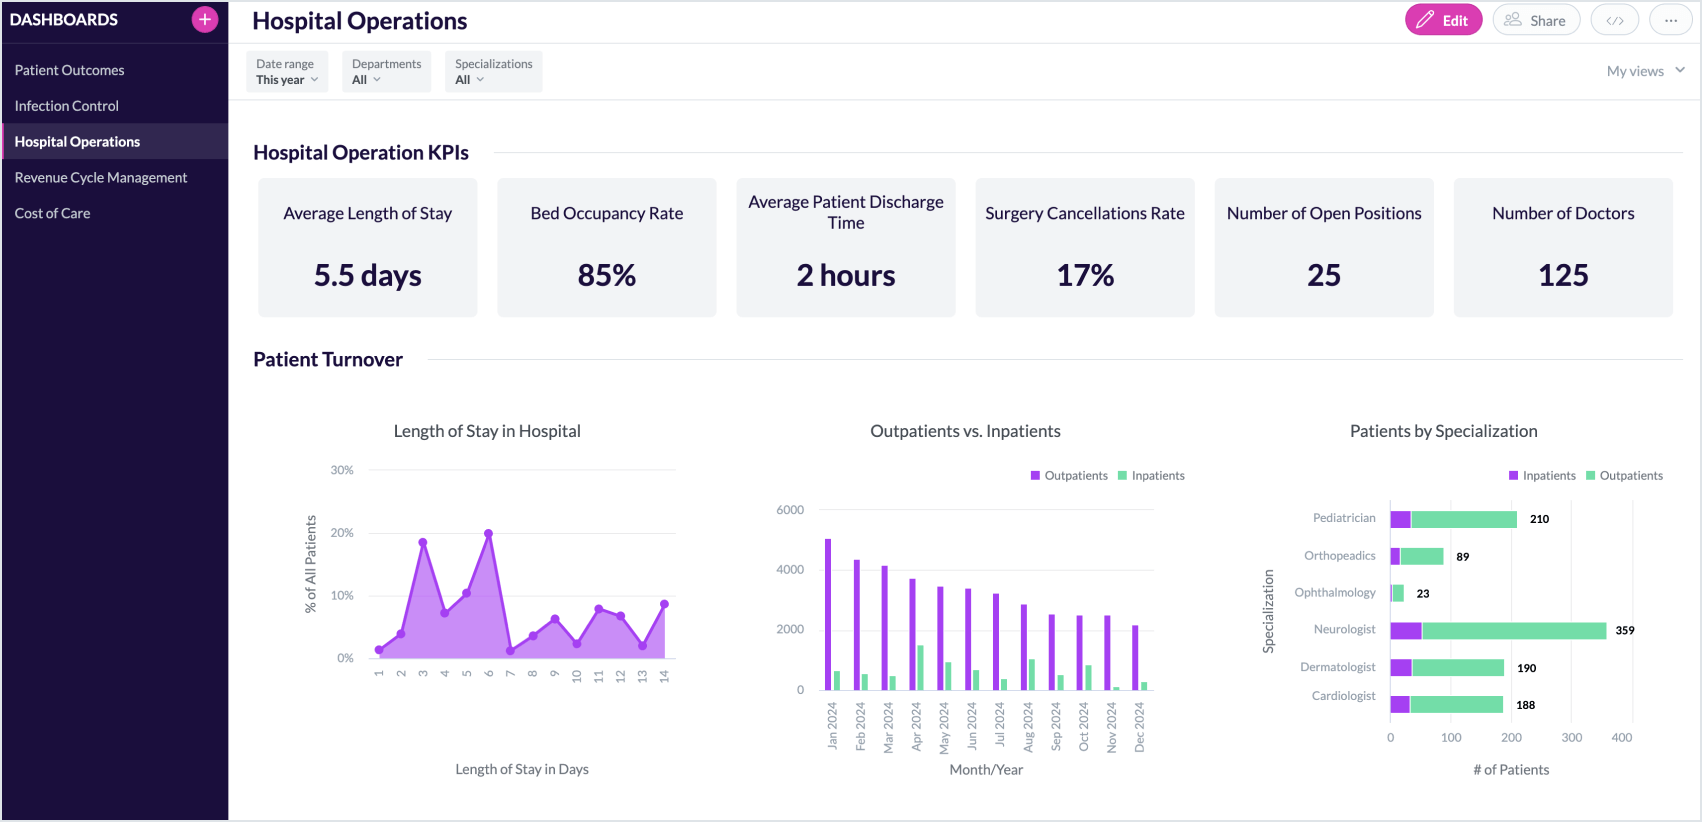 DASHBOARDS
+
Patient Outcomes
Infection Control
Hospital Operations
Revenue Cycle Management
Cost of Care
Hospital Operations
Edit
Share
</>
...
Date range
This year
Departments
All
Specializations
All
My views
Hospital Operation KPIs
Average Length of Stay
5.5 days
Bed Occupancy Rate
85%
Average Patient Discharge
Time
2 hours
Surgery Cancellations Rate
17%
Number of Open Positions
25
Number of Doctors
125
Patient Turnover
Length of Stay in Hospital
% of All Patients
30%
20%
10%
0%
1
2
3
4
5
6
7
8
9
10
11
12
13
14
Length of Stay in Days
Outpatients vs. Inpatients
Outpatients
Inpatients
6000
4000
2000
0
Jan 2024
Feb 2024
Mar 2024
Apr 2024
May 2024
Jun 2024
Jul 2024
Aug 2024
Sep 2024
Oct 2024
Nov 2024
Dec 2024
Month/Year
Patients by Specialization
Inpatients
Outpatients
Specialization
Pediatrician
210
Orthopeadics
89
Ophthalmology
23
Neurologist
359
Dermatologist
190
Cardiologist
188
0
100
200
300
400
# of Patients